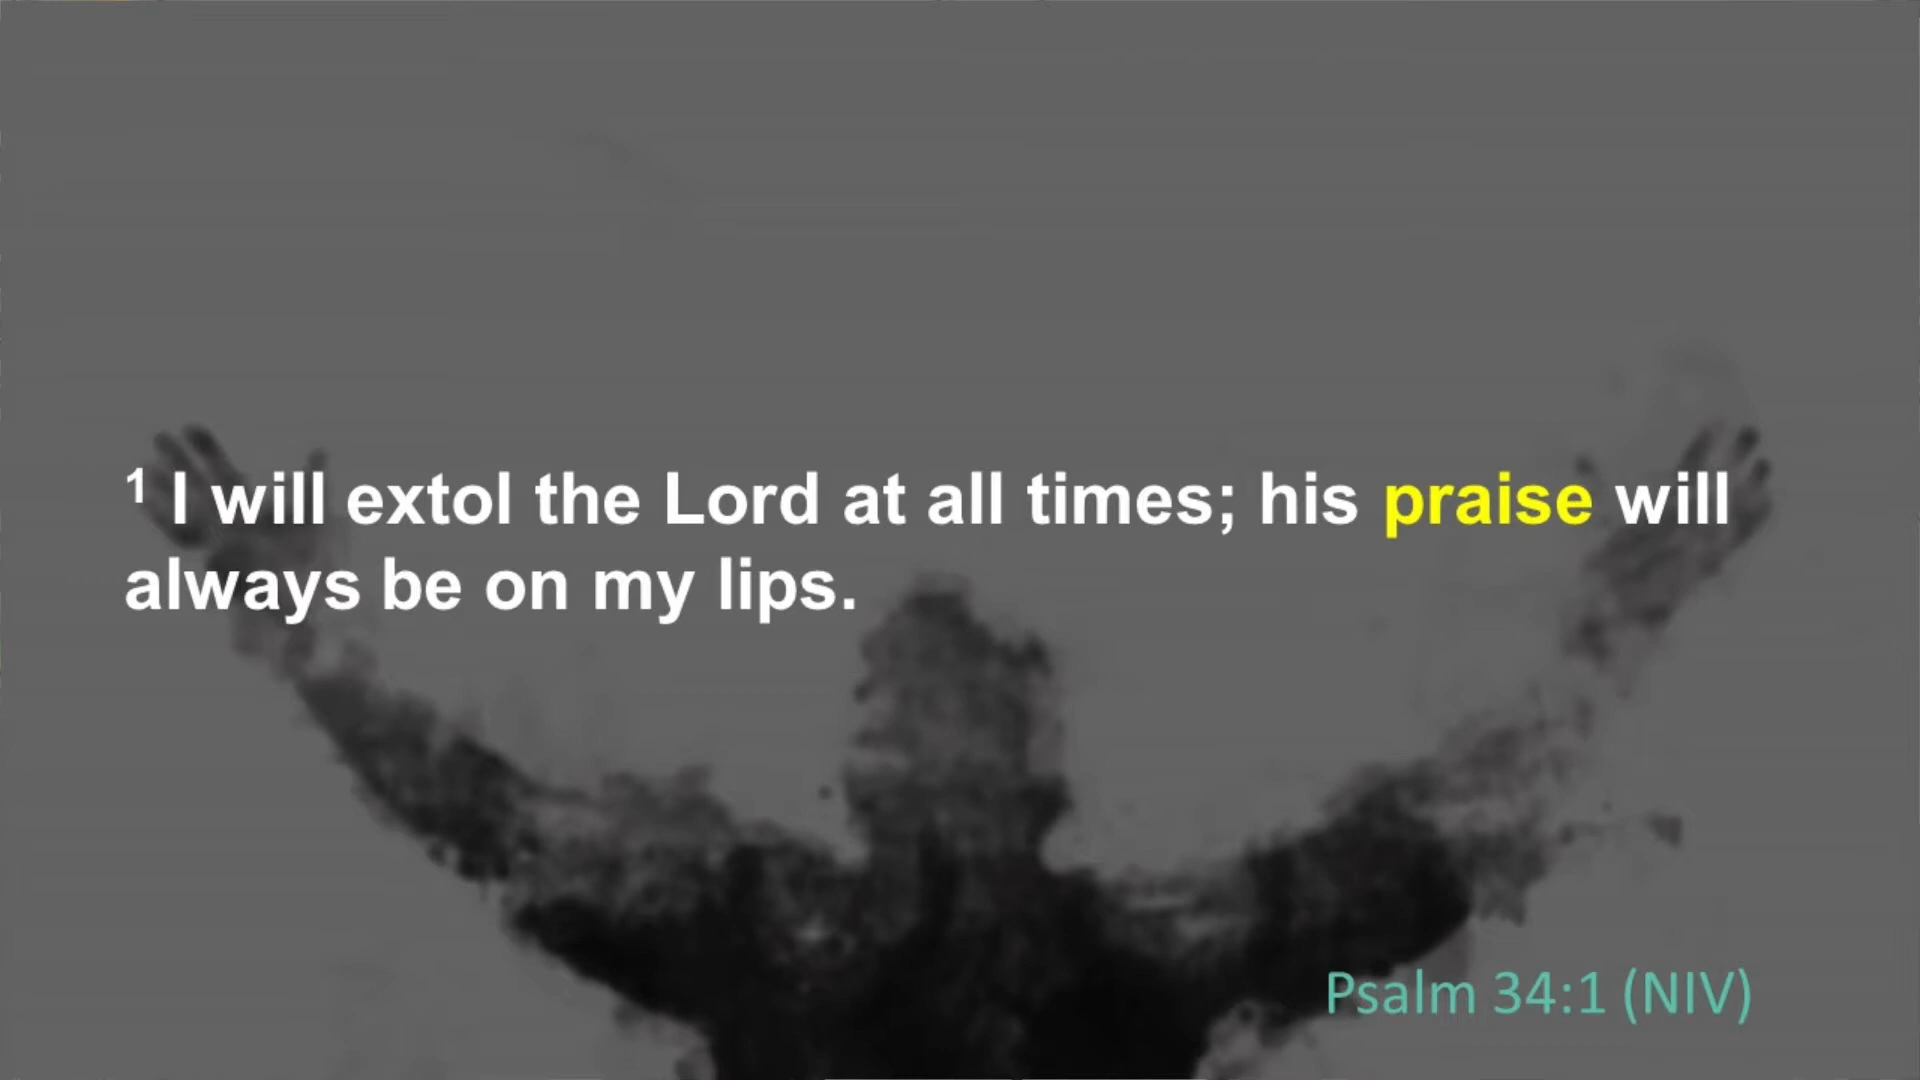 1 I will extol the Lord at all times; his praise will
always be on my lips.
Psalm 34:1 (NIV)